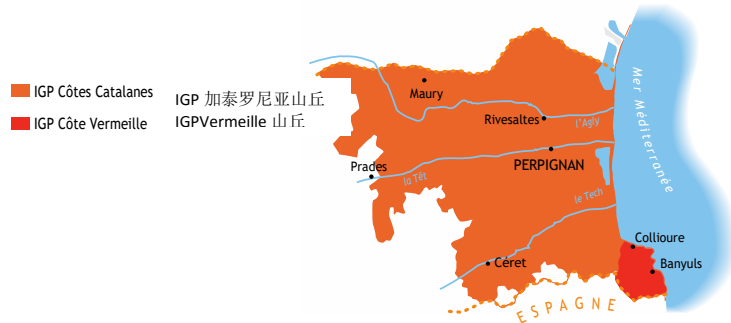 IGP Côtes Catalanes
IGP Côte Vermeille
IGP 加泰罗尼亚山丘
IGPVermeille 山丘
Maury
Rivesaltes
l'Agly
Mer Méditerranée
Prades
la Têt
PERPIGNAN
le Tech
Collioure
Céret
Banyuls
ESPAGNE